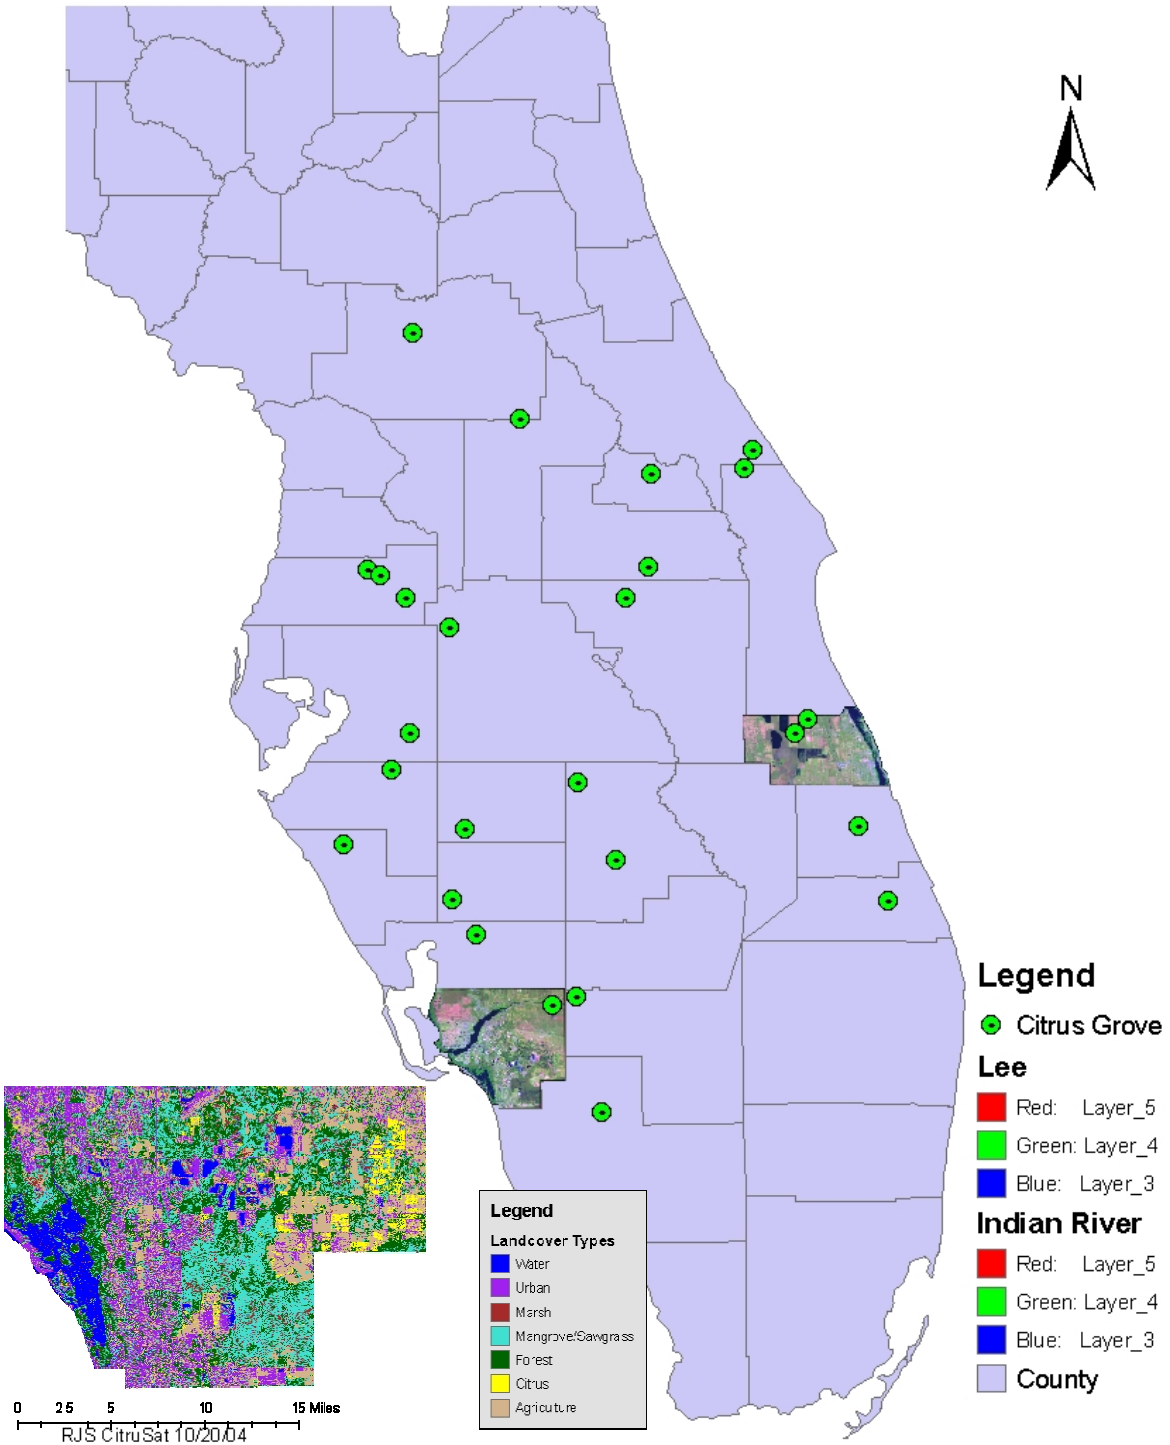 N
Legend
Citrus Grove
Lee
Red: Layer_5
Green: Layer_4
Blue: Layer_3
Indian River
Red: Layer_5
Green: Layer_4
Blue: Layer_3
County
Legend
Landcover Types
Water
Urban
Marsh
Mangrove/Sawgrass
Forest
Citrus
Agriculture
0 2.5 5 10 15 Miles
RJS CitruSat 10/20/04